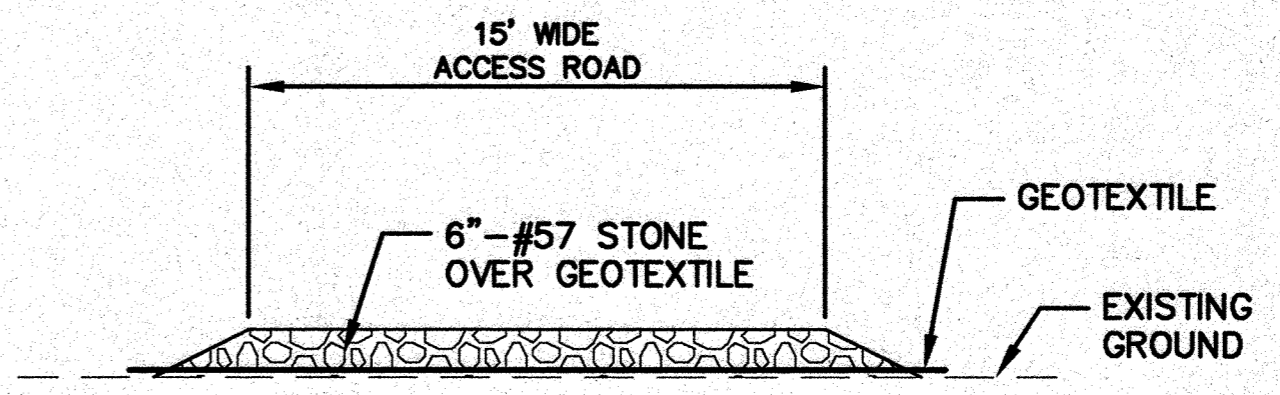 15' WIDE
ACCESS ROAD
6"-#57 STONE
OVER GEOTEXTILE
GEOTEXTILE
EXISTING
GROUND